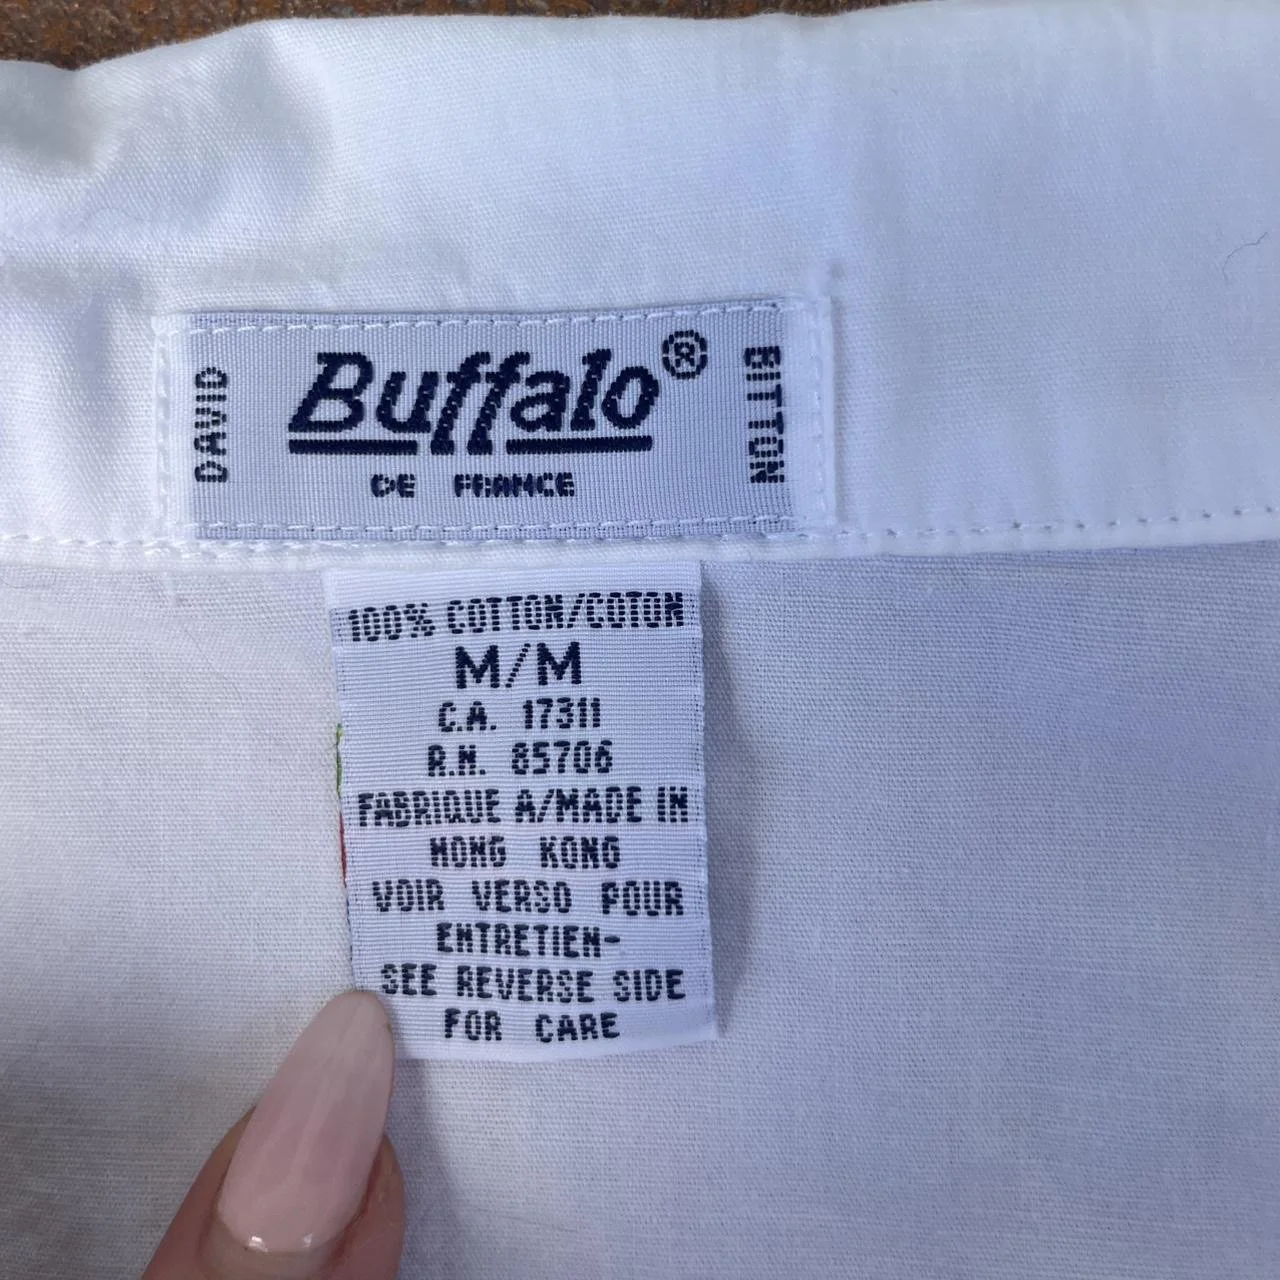 DAVID
Buffalo®
BITTON
DE FRANCE
100% COTTON/COTON
M/M
C.A. 17311
R.N. 85706
FABRIQUE A/MADE IN
HONG KONG
VOIR VERSO POUR
ENTRETIEN-
SEE REVERSE SIDE
FOR CARE